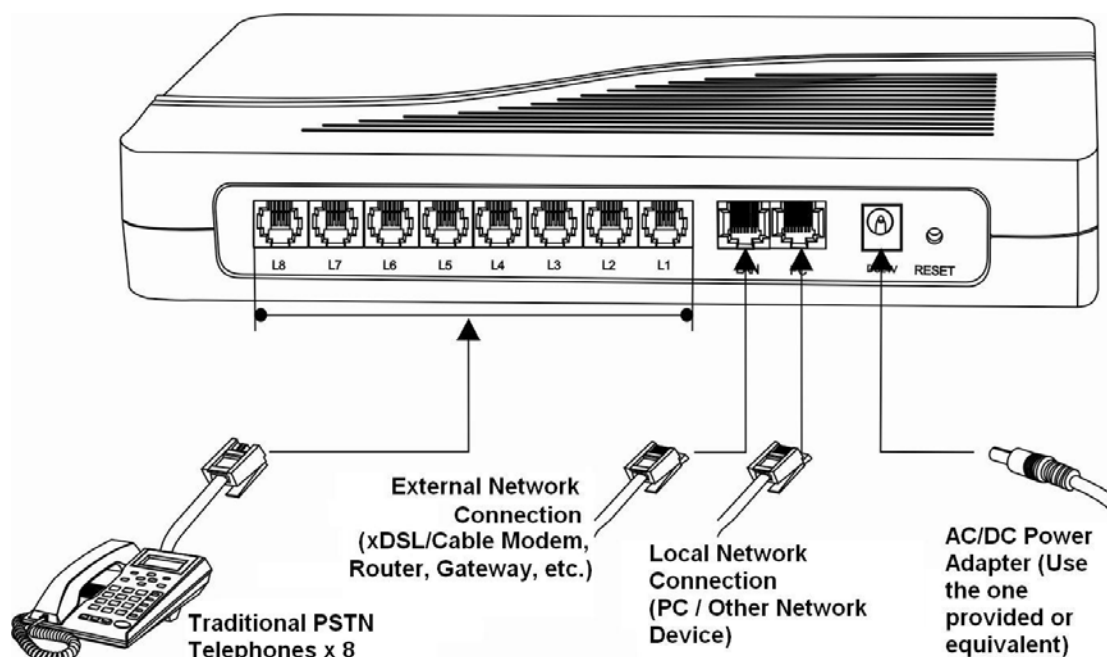 L8 L7 L6 L5 L4 L3 L2 L1 RESET
External Network
Connection
(xDSL/Cable Modem,
Router, Gateway, etc.)
Local Network
Connection
(PC / Other Network
Device)
AC/DC Power
Adapter (Use
the one
provided or
equivalent)
Traditional PSTN
Telephones x 8